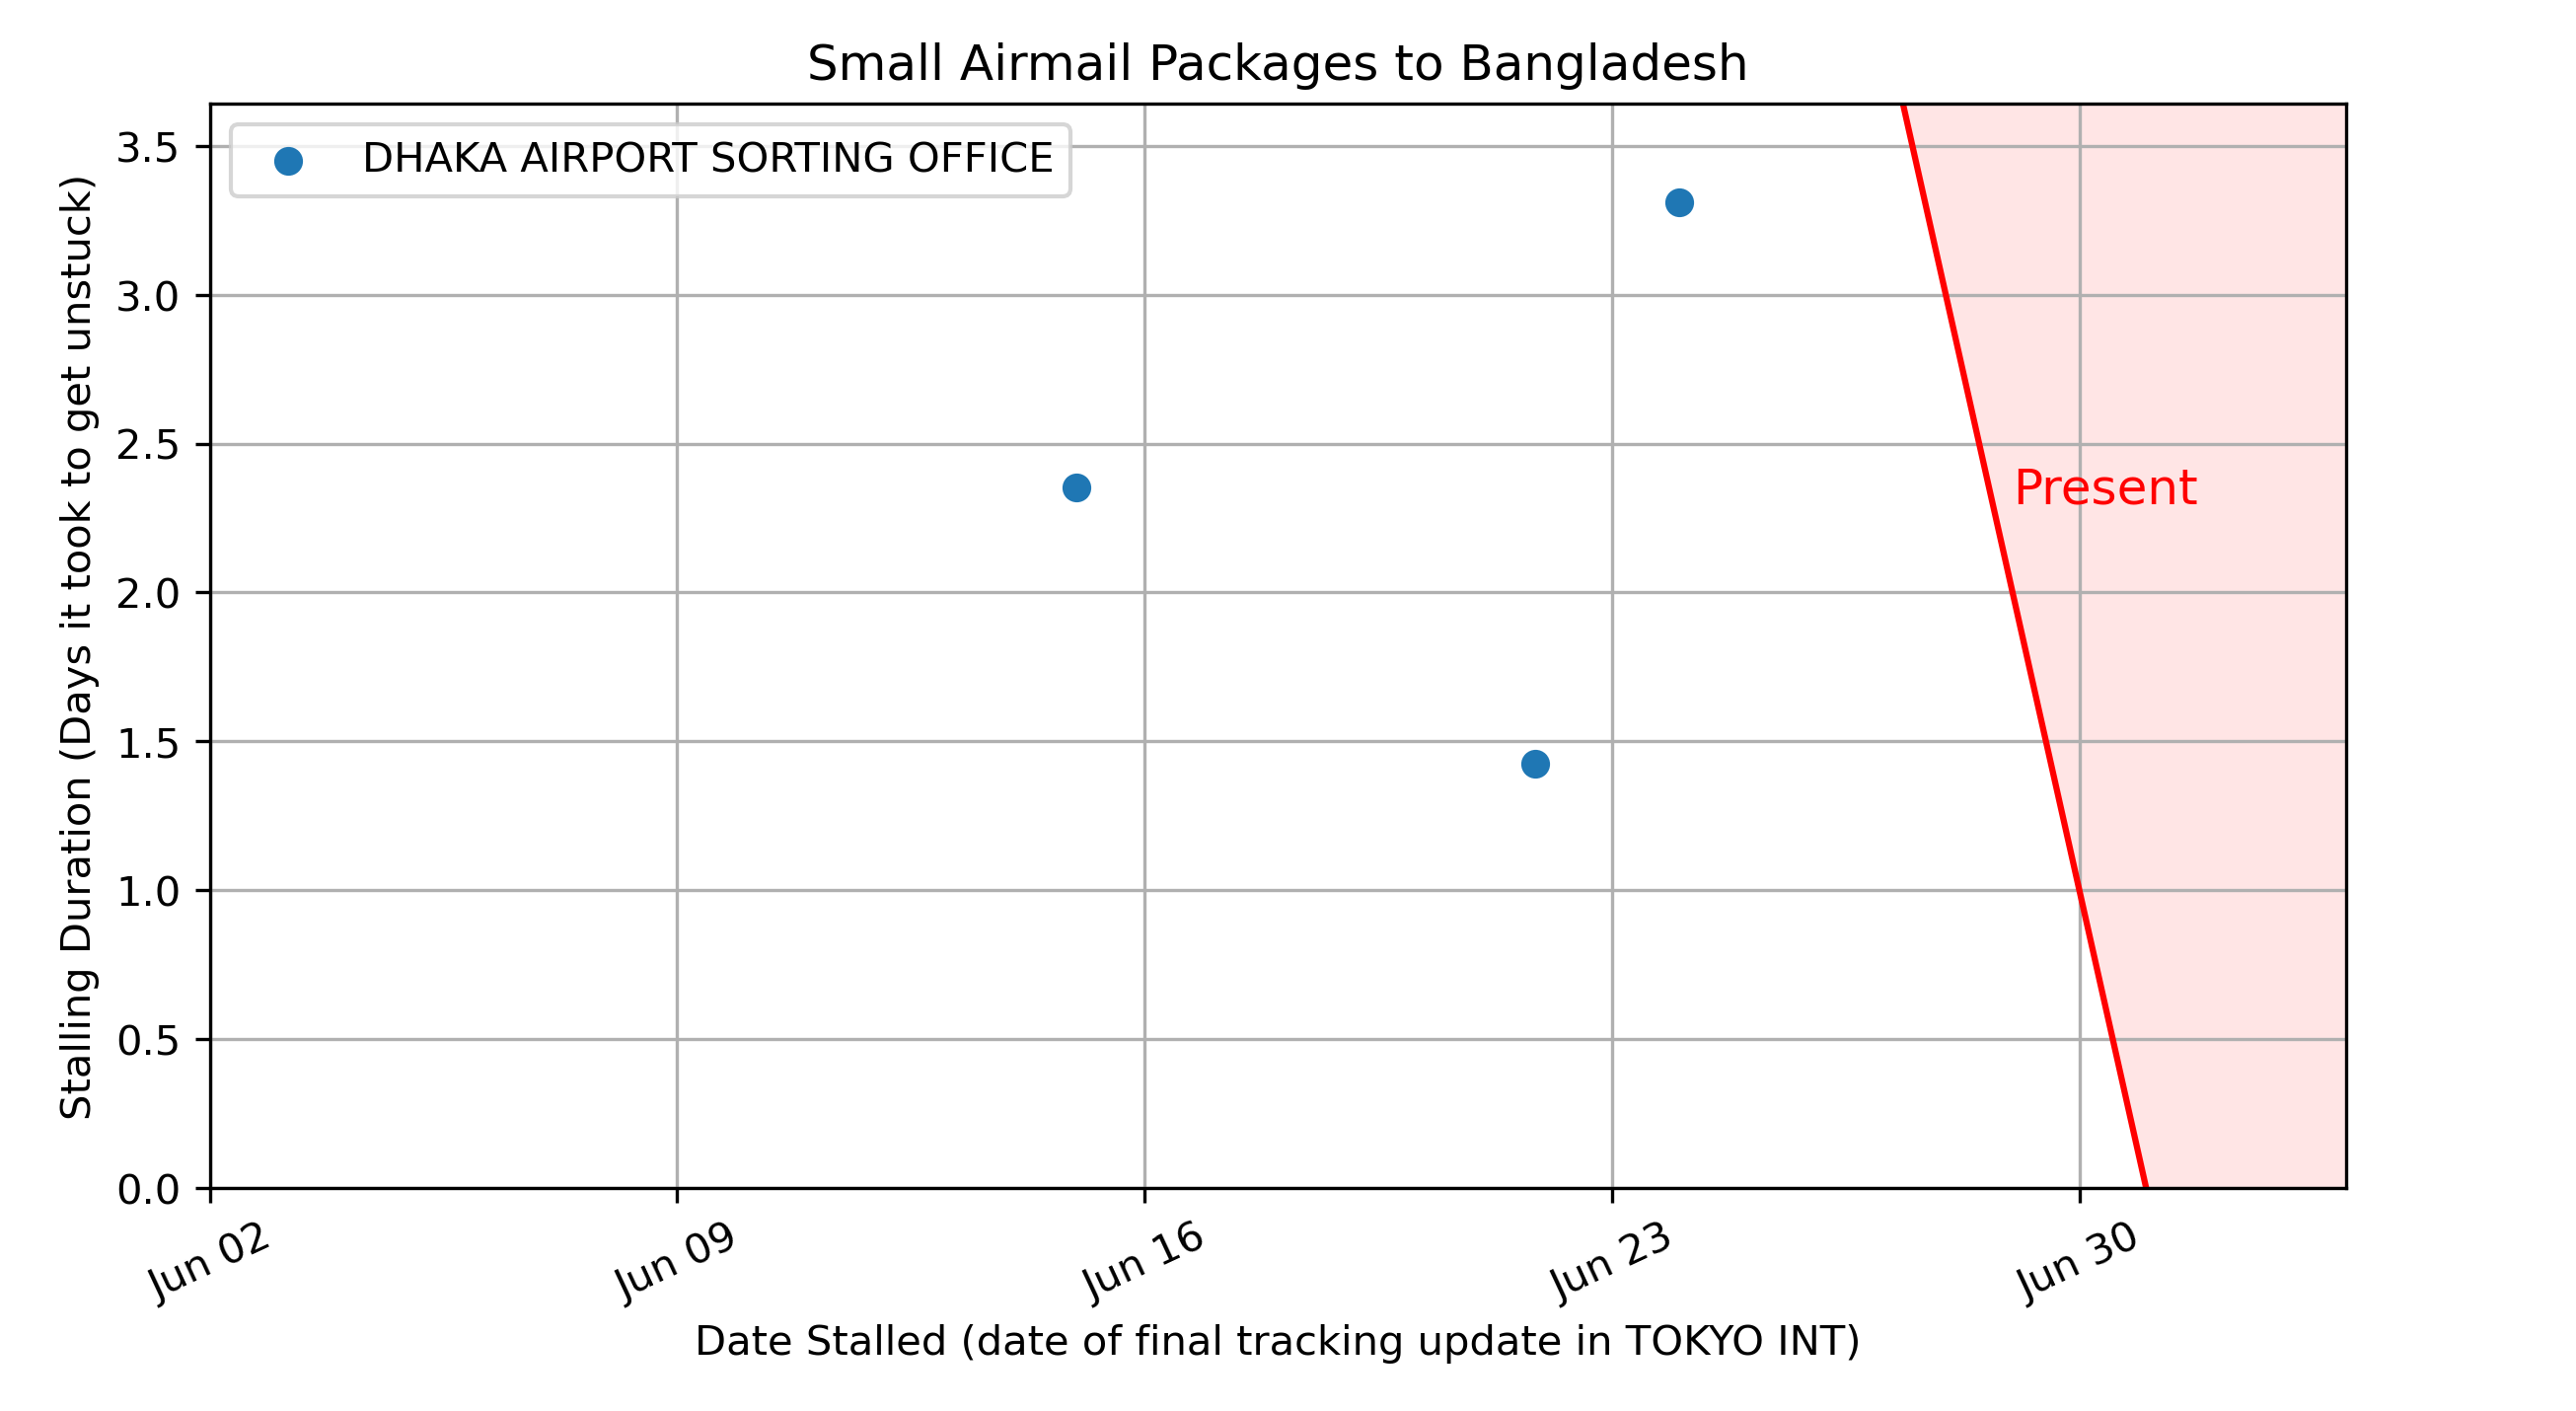 Small Airmail Packages to Bangladesh
DHAKA AIRPORT SORTING OFFICE
Stalling Duration (Days it took to get unstuck)
3.5
3.0
2.5
2.0
1.5
1.0
0.5
0.0
Present
Jun 02
Jun 09
Jun 16
Jun 23
Jun 30
Date Stalled (date of final tracking update in TOKYO INT)